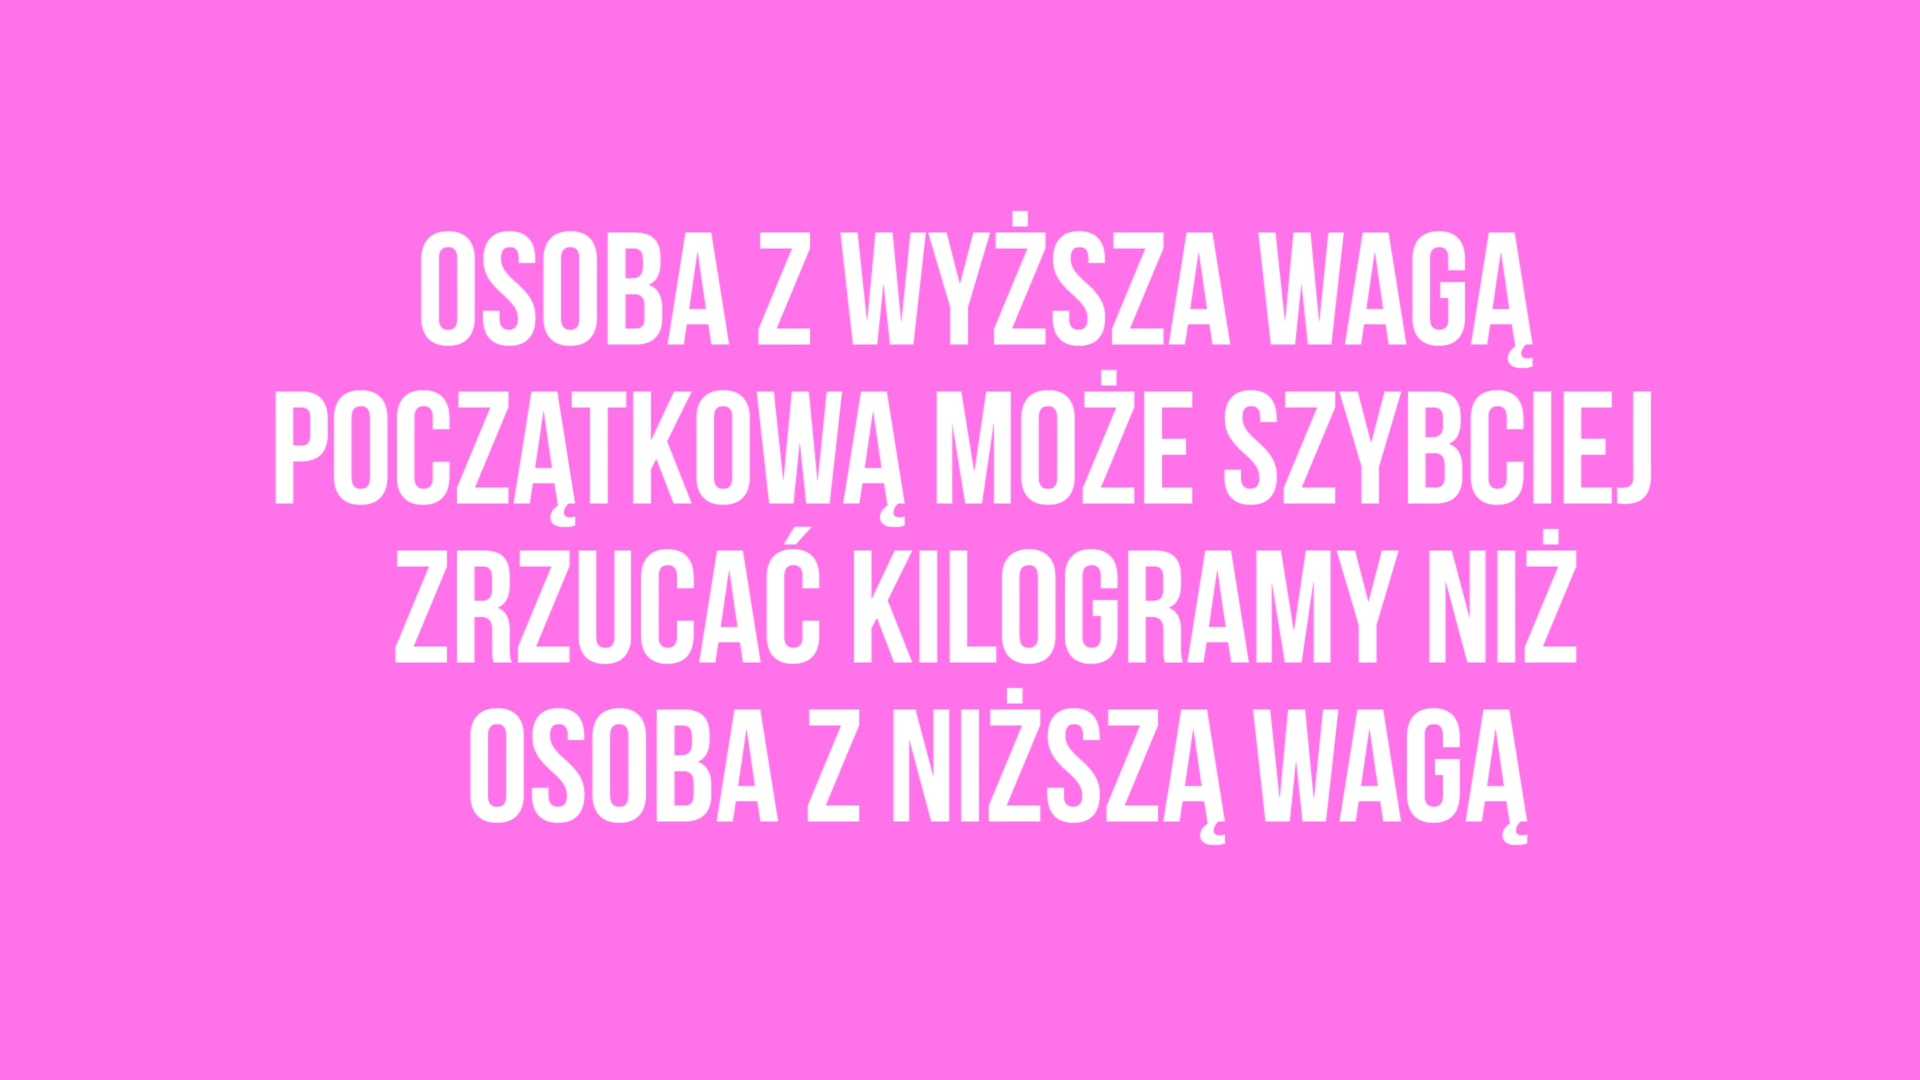 OSOBA Z WYŻSZA WAGĄ
POCZĄTKOWĄ MOŻE SZYBCIEJ
ZRZUCAĆ KILOGRAMY NIŻ
OSOBA Z NIŻSZĄ WAGĄ